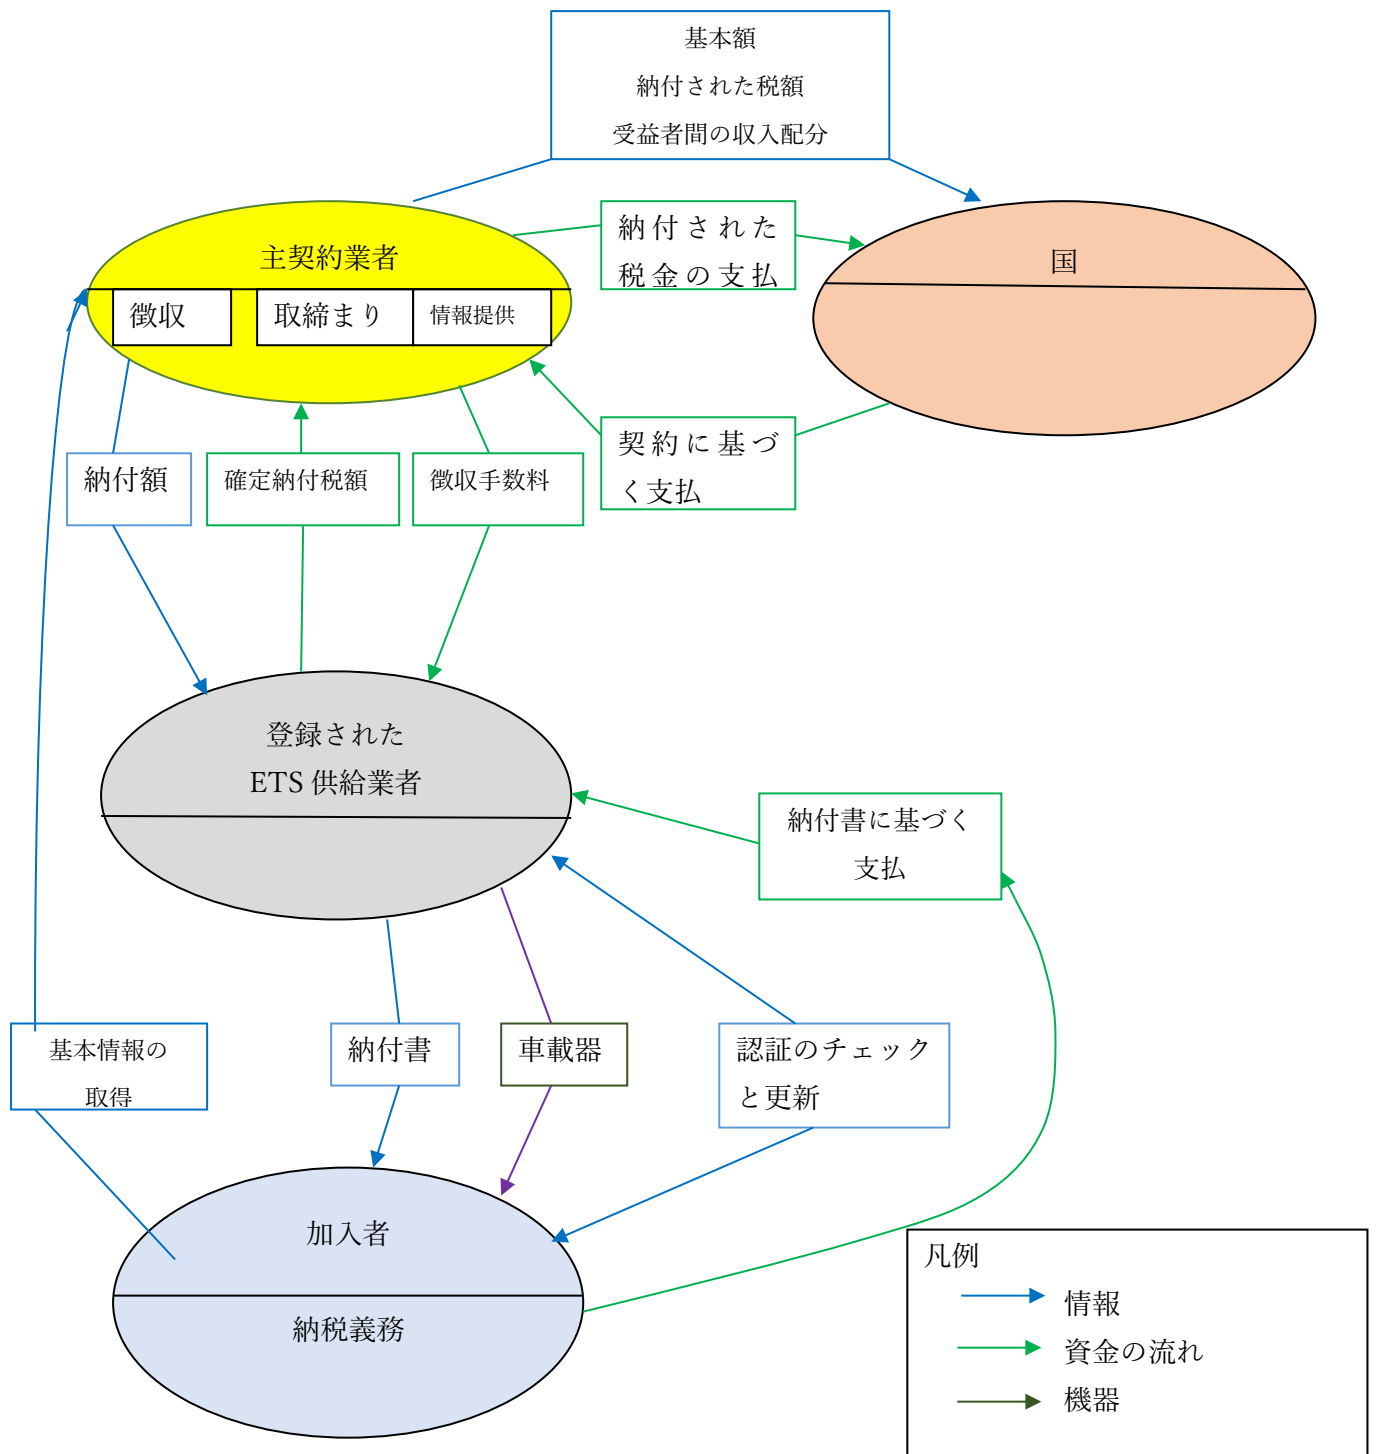 基本額
納付された税額
受益者間の収入配分
主契約業者
徴収
取締まり
情報提供
納付された
税金の支払
国
契約に基づ
く支払
納付額
確定納付税額
徴収手数料
登録された
ETS 供給業者
納付書に基づく
支払
基本情報の
取得
納付書
車載器
認証のチェック
と更新
加入者
納税義務
凡例
情報
資金の流れ
機器